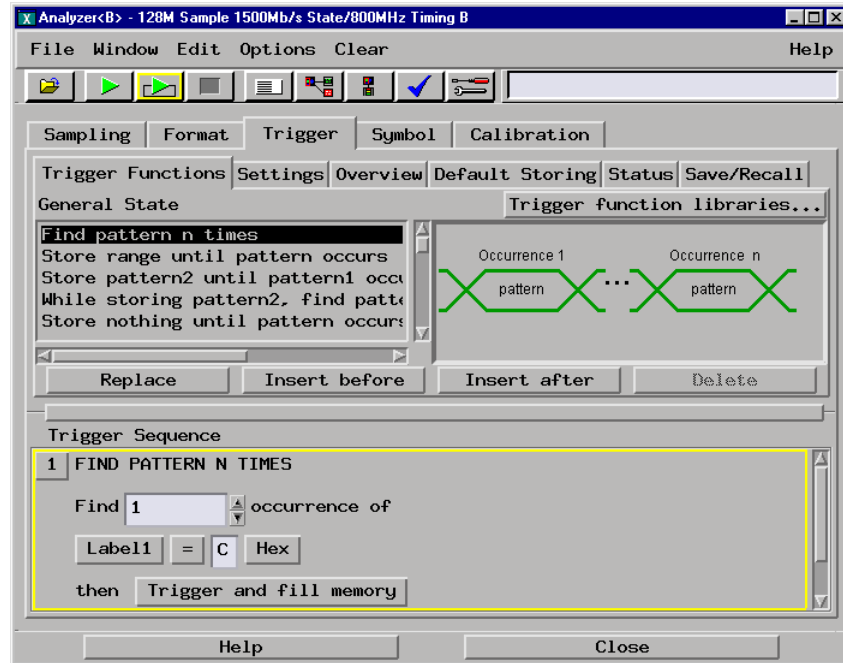 Analyzer<B> - 128M Sample 1500Mb/s State/800MHz Timing B
File Window Edit Options Clear Help
Sampling Format Trigger Symbol Calibration
Trigger Functions Settings Overview Default Storing Status Save/Recall
General State Trigger function libraries...
Find pattern n times
Store range until pattern occurs
Store pattern2 until pattern1 occu
While storing pattern2, find patte
Store nothing until pattern occurs
Occurrence 1 Occurrence n
pattern ... pattern
Replace Insert before Insert after Delete
Trigger Sequence
1 FIND PATTERN N TIMES
Find 1 occurrence of
Label1 = C Hex
then Trigger and fill memory
Help Close